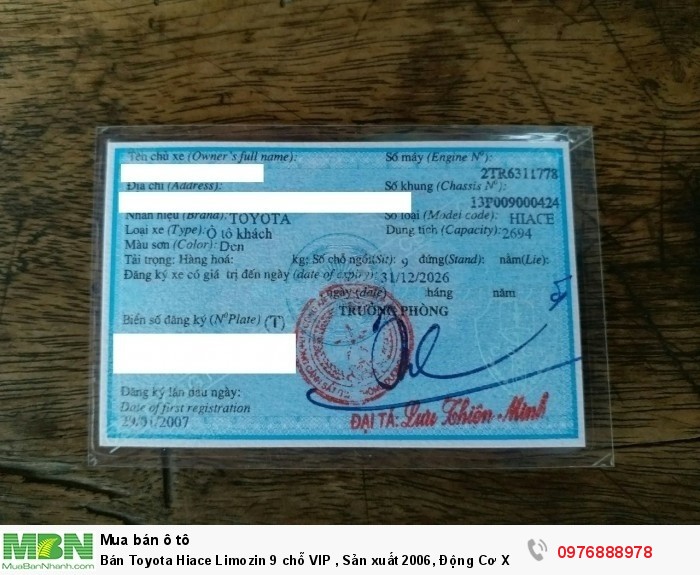 Tên chủ xe (Owner's full name):
Số máy (Engine Nº):
2TR6311778
Địa chỉ (Address):
Số khung (Chassis Nº):
13P009000424
Nhãn hiệu (Brand): TOYOTA
Số loại (Model code): HIACE
Loại xe (Type): Ô tô khách
Dung tích (Capacity): 2694
Màu sơn (Color): Đen
Tải trọng: Hàng hoá: kg: Số chỗ ngồi(Sit): 9 đứng(Stand): nằm(Lie):
Đăng ký xe có giá trị đến ngày (date of expiry): 31/12/2026
ngày (date) tháng năm
TRƯỞNG PHÒNG
Biển số đăng ký (NºPlate) (T)
Đăng ký lần đầu ngày:
Date of first registration
29/01/2007
ĐẠI TÁ: Lưu Thiên Minh
MBN
MuaBanNhanh.com
Mua bán ô tô
Bán Toyota Hiace Limozin 9 chỗ VIP , Sản xuất 2006, Động Cơ X
0976888978